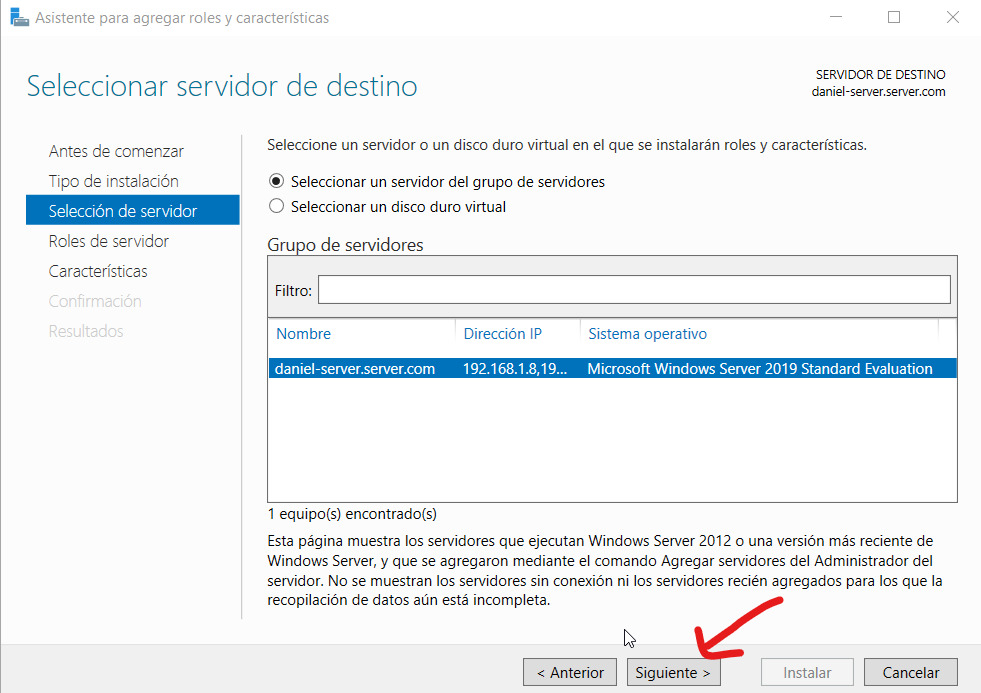 Asistente para agregar roles y características
Seleccionar servidor de destino
SERVIDOR DE DESTINO
daniel-server.server.com
Antes de comenzar
Tipo de instalación
Selección de servidor
Roles de servidor
Características
Confirmación
Resultados
Seleccione un servidor o un disco duro virtual en el que se instalarán roles y características.
Seleccionar un servidor del grupo de servidores
Seleccionar un disco duro virtual
Grupo de servidores
Filtro:
Nombre Dirección IP Sistema operativo
daniel-server.server.com 192.168.1.8,19... Microsoft Windows Server 2019 Standard Evaluation
1 equipo(s) encontrado(s)
Esta página muestra los servidores que ejecutan Windows Server 2012 o una versión más reciente de
Windows Server, y que se agregaron mediante el comando Agregar servidores del Administrador del
servidor. No se muestran los servidores sin conexión ni los servidores recién agregados para los que la
recopilación de datos aún está incompleta.
< Anterior Siguiente > Instalar Cancelar